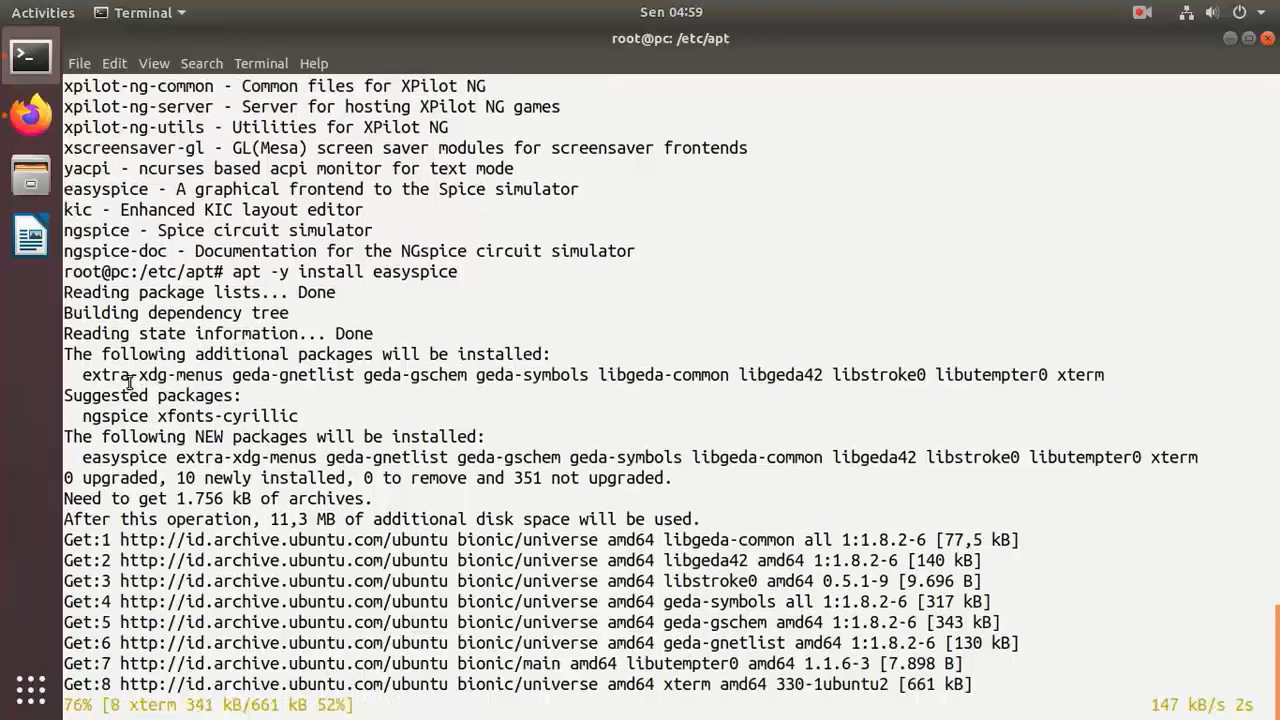 Activities Terminal Sen 04:59
root@pc: /etc/apt
File Edit View Search Terminal Help
xpilot-ng-common - Common files for XPilot NG
xpilot-ng-server - Server for hosting XPilot NG games
xpilot-ng-utils - Utilities for XPilot NG
xscreensaver-gl - GL(Mesa) screen saver modules for screensaver frontends
yacpi - ncurses based acpi monitor for text mode
easyspice - A graphical frontend to the Spice simulator
kic - Enhanced KIC layout editor
ngspice - Spice circuit simulator
ngspice-doc - Documentation for the NGspice circuit simulator
root@pc:/etc/apt# apt -y install easyspice
Reading package lists... Done
Building dependency tree
Reading state information... Done
The following additional packages will be installed:
  extra-xdg-menus geda-gnetlist geda-gschem geda-symbols libgeda-common libgeda42 libstroke0 libutempter0 xterm
Suggested packages:
  ngspice xfonts-cyrillic
The following NEW packages will be installed:
  easyspice extra-xdg-menus geda-gnetlist geda-gschem geda-symbols libgeda-common libgeda42 libstroke0 libutempter0 xterm
0 upgraded, 10 newly installed, 0 to remove and 351 not upgraded.
Need to get 1.756 kB of archives.
After this operation, 11,3 MB of additional disk space will be used.
Get:1 http://id.archive.ubuntu.com/ubuntu bionic/universe amd64 libgeda-common all 1:1.8.2-6 [77,5 kB]
Get:2 http://id.archive.ubuntu.com/ubuntu bionic/universe amd64 libgeda42 amd64 1:1.8.2-6 [140 kB]
Get:3 http://id.archive.ubuntu.com/ubuntu bionic/universe amd64 libstroke0 amd64 0.5.1-9 [9.696 B]
Get:4 http://id.archive.ubuntu.com/ubuntu bionic/universe amd64 geda-symbols all 1:1.8.2-6 [317 kB]
Get:5 http://id.archive.ubuntu.com/ubuntu bionic/universe amd64 geda-gschem amd64 1:1.8.2-6 [343 kB]
Get:6 http://id.archive.ubuntu.com/ubuntu bionic/universe amd64 geda-gnetlist amd64 1:1.8.2-6 [130 kB]
Get:7 http://id.archive.ubuntu.com/ubuntu bionic/main amd64 libutempter0 amd64 1.1.6-3 [7.898 B]
Get:8 http://id.archive.ubuntu.com/ubuntu bionic/universe amd64 xterm amd64 330-1ubuntu2 [661 kB]
76% [8 xterm 341 kB/661 kB 52%] 147 kB/s 2s